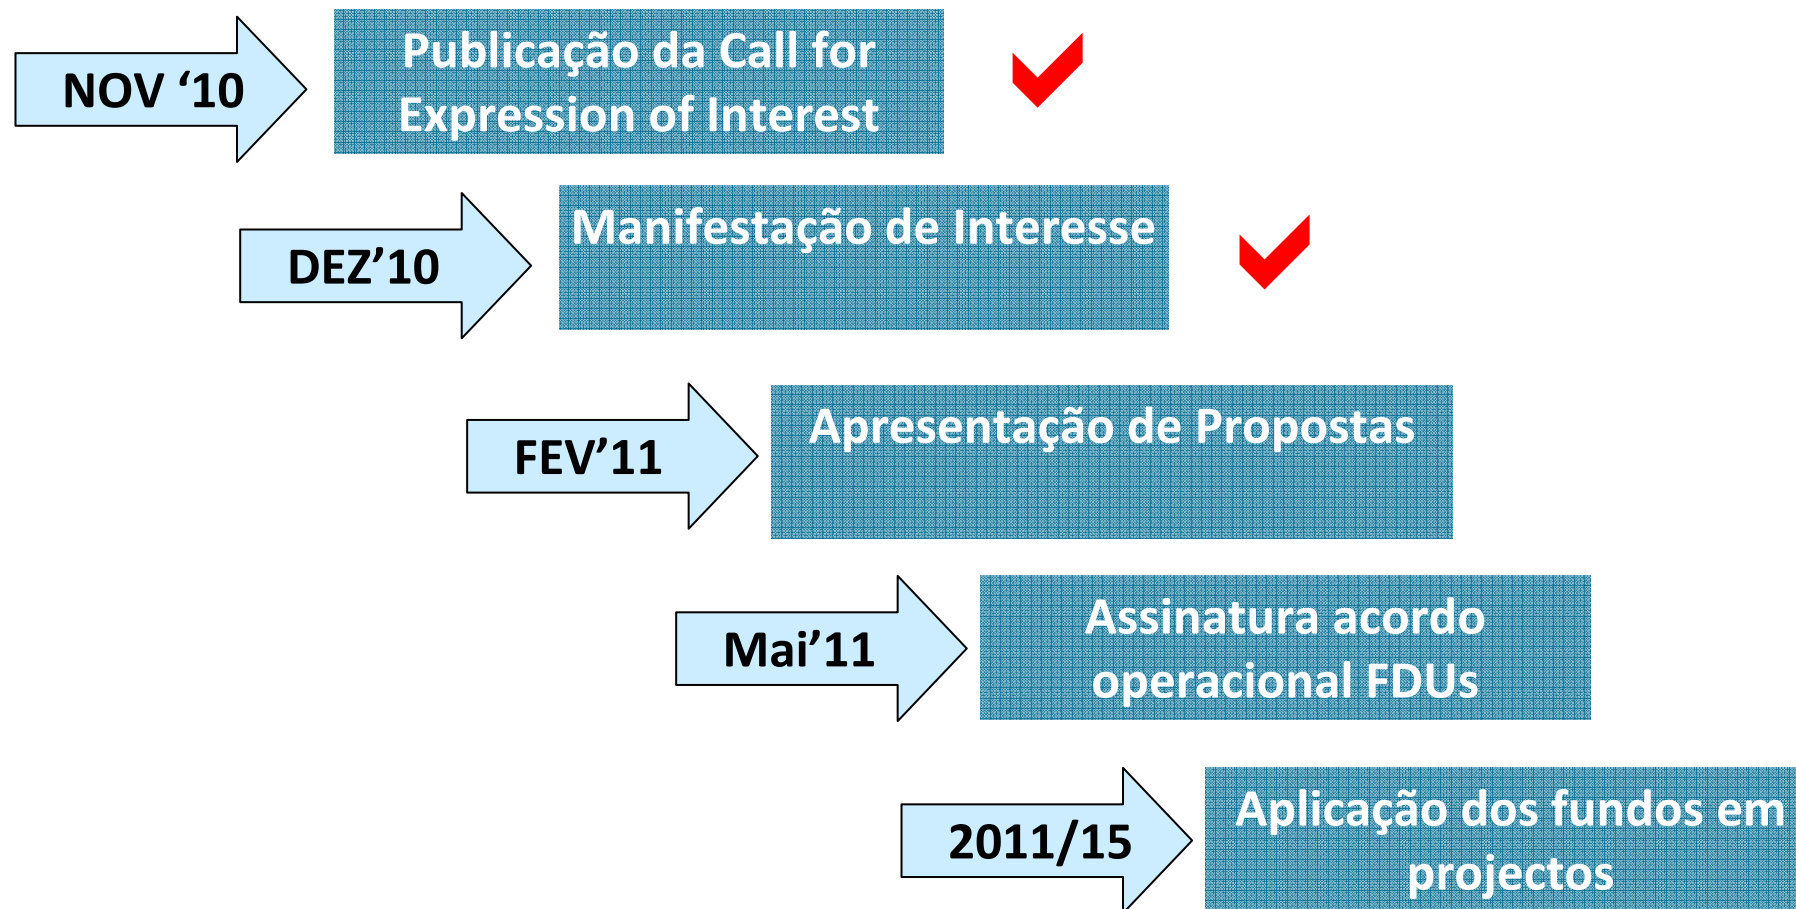 NOV ‘10
Publicação da Call for
Expression of Interest
DEZ’10
Manifestação de Interesse
FEV’11
Apresentação de Propostas
Mai’11
Assinatura acordo
operacional FDUs
2011/15
Aplicação dos fundos em
projectos